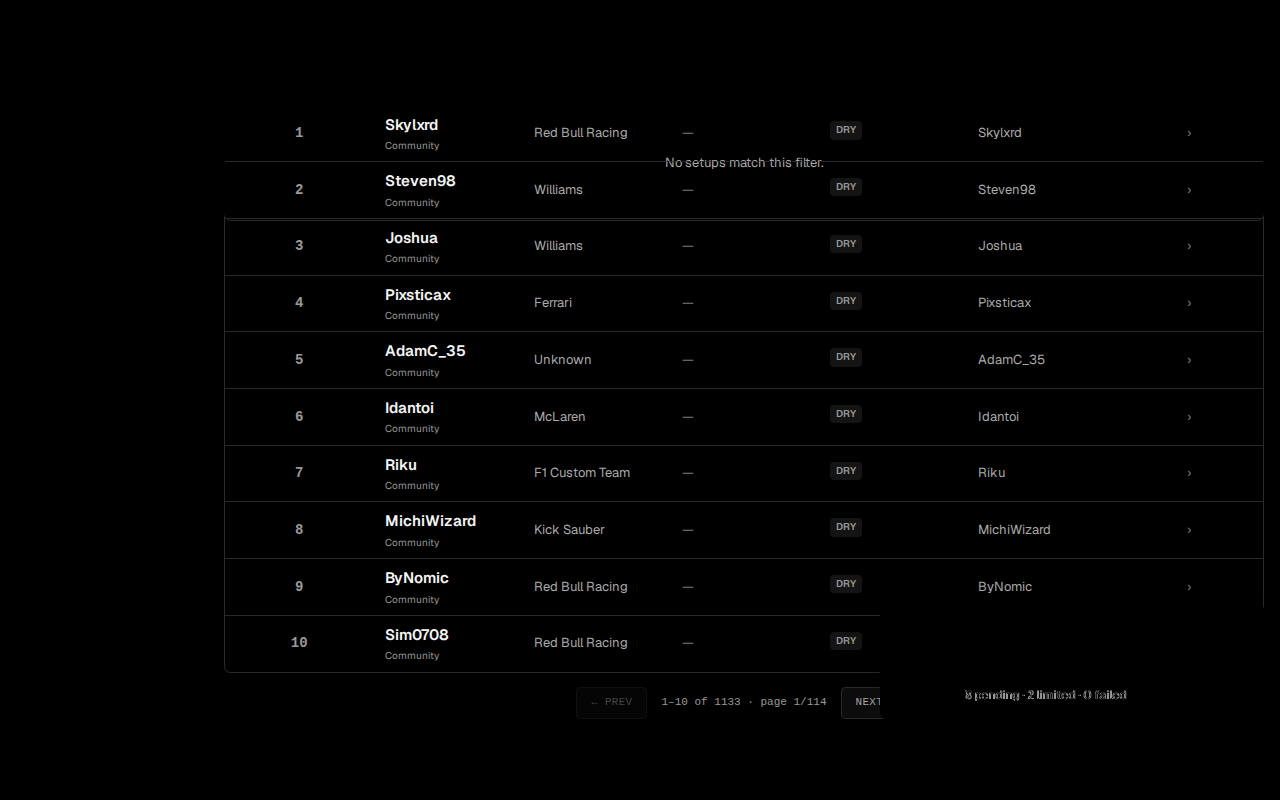 1 Skylxrd Red Bull Racing — DRY Skylxrd ›
Community
No setups match this filter.
2 Steven98 Williams — DRY Steven98 ›
Community
3 Joshua Williams — DRY Joshua ›
Community
4 Pixsticax Ferrari — DRY Pixsticax ›
Community
5 AdamC_35 Unknown — DRY AdamC_35 ›
Community
6 Idantoi McLaren — DRY Idantoi ›
Community
7 Riku F1 Custom Team — DRY Riku ›
Community
8 MichiWizard Kick Sauber — DRY MichiWizard ›
Community
9 ByNomic Red Bull Racing — DRY ByNomic ›
Community
10 Sim0708 Red Bull Racing — DRY
Community
← PREV 1–10 of 1133 · page 1/114 NEXT
pending · 2 limited · 0 failed